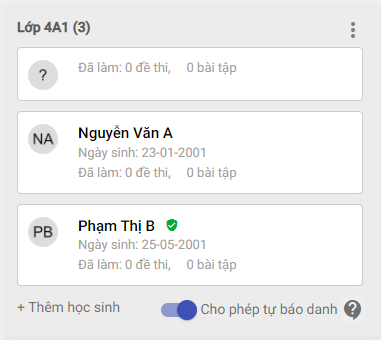 Lớp 4A1 (3)
?
Đã làm: 0 đề thi, 0 bài tập
NA
Nguyễn Văn A
Ngày sinh: 23-01-2001
Đã làm: 0 đề thi, 0 bài tập
PB
Phạm Thị B
Ngày sinh: 25-05-2001
Đã làm: 0 đề thi, 0 bài tập
+ Thêm học sinh Cho phép tự báo danh ?